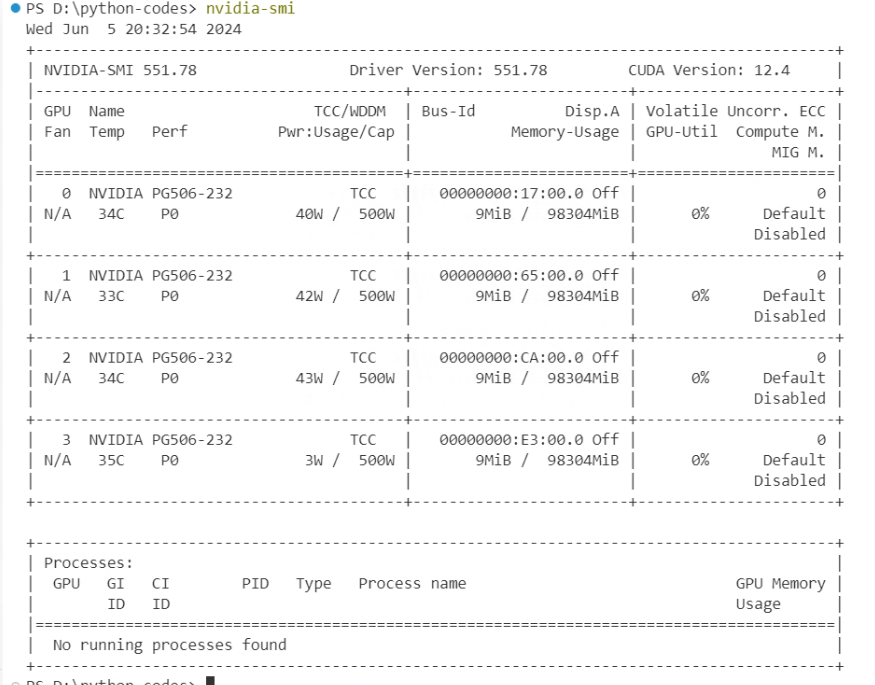 PS D:\python-codes> nvidia-smi
Wed Jun  5 20:32:54 2024
+-----------------------------------------------------------------------------------------+
| NVIDIA-SMI 551.78                 Driver Version: 551.78         CUDA Version: 12.4     |
|-----------------------------------------+------------------------+----------------------+
| GPU  Name                     TCC/WDDM  | Bus-Id          Disp.A | Volatile Uncorr. ECC |
| Fan  Temp   Perf          Pwr:Usage/Cap |           Memory-Usage | GPU-Util  Compute M. |
|                                         |                        |               MIG M. |
|=========================================+========================+======================|
|   0  NVIDIA PG506-232             TCC   |   00000000:17:00.0 Off |                    0 |
| N/A   34C    P0             40W /  500W |       9MiB /  98304MiB |      0%      Default |
|                                         |                        |             Disabled |
+-----------------------------------------+------------------------+----------------------+
|   1  NVIDIA PG506-232             TCC   |   00000000:65:00.0 Off |                    0 |
| N/A   33C    P0             42W /  500W |       9MiB /  98304MiB |      0%      Default |
|                                         |                        |             Disabled |
+-----------------------------------------+------------------------+----------------------+
|   2  NVIDIA PG506-232             TCC   |   00000000:CA:00.0 Off |                    0 |
| N/A   34C    P0             43W /  500W |       9MiB /  98304MiB |      0%      Default |
|                                         |                        |             Disabled |
+-----------------------------------------+------------------------+----------------------+
|   3  NVIDIA PG506-232             TCC   |   00000000:E3:00.0 Off |                    0 |
| N/A   35C    P0              3W /  500W |       9MiB /  98304MiB |      0%      Default |
|                                         |                        |             Disabled |
+-----------------------------------------+------------------------+----------------------+

+-----------------------------------------------------------------------------------------+
| Processes:                                                                              |
|  GPU   GI   CI        PID   Type   Process name                              GPU Memory |
|        ID   ID                                                               Usage      |
|=========================================================================================|
|  No running processes found                                                             |
+-----------------------------------------------------------------------------------------+
PS D:\python-codes>